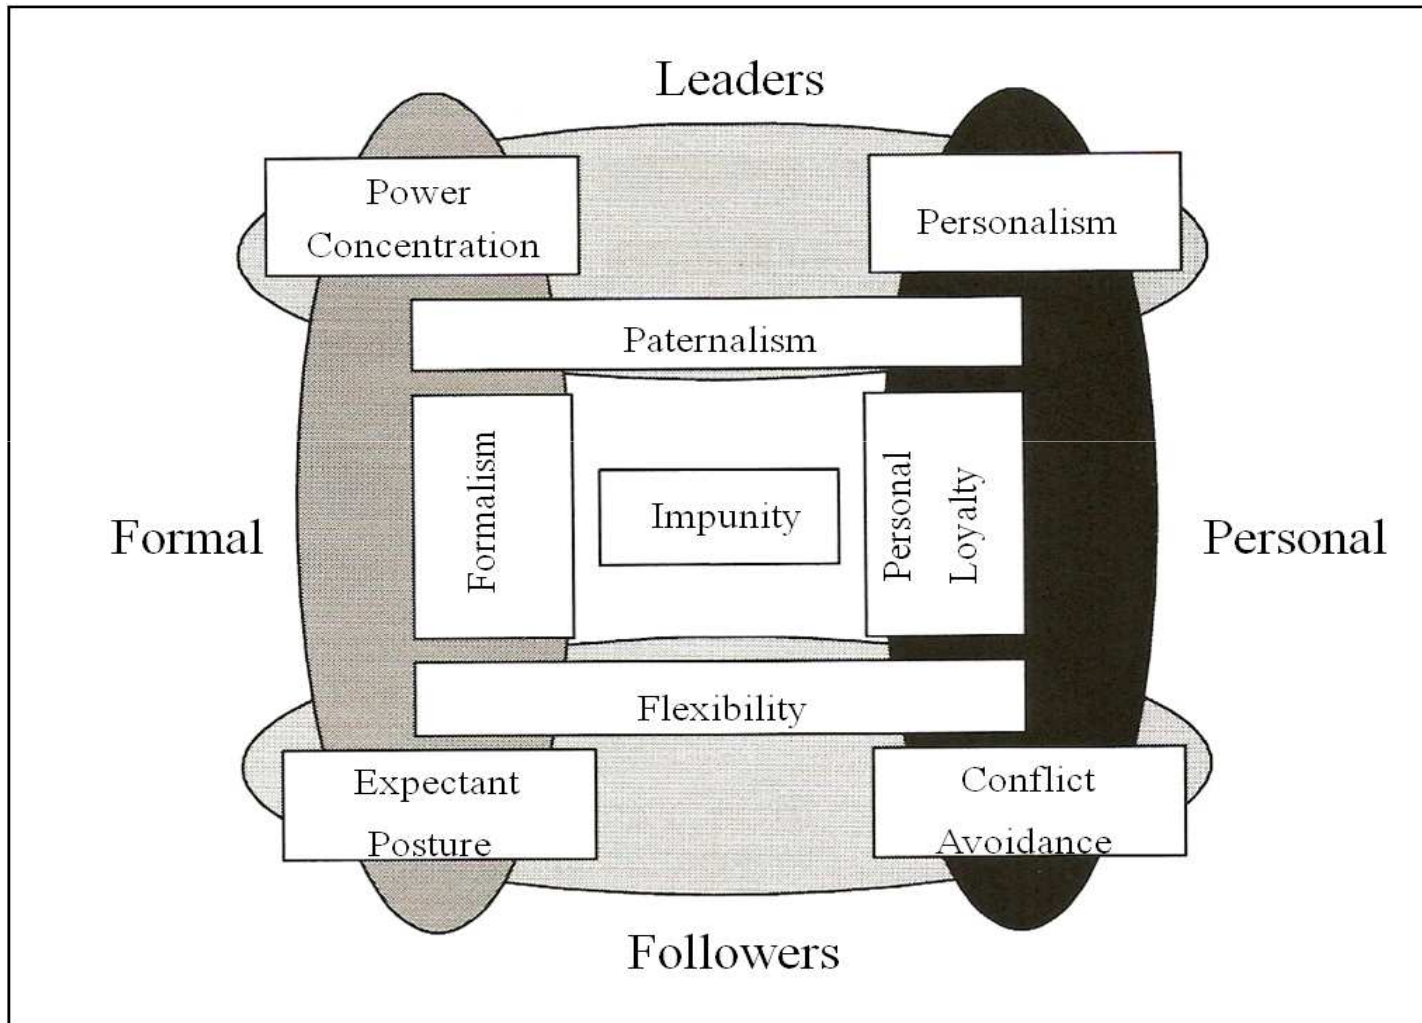 Leaders
Power
Concentration
Personalism
Paternalism
Formal
Formalism
Impunity
Personal
Loyalty
Personal
Flexibility
Expectant
Posture
Conflict
Avoidance
Followers